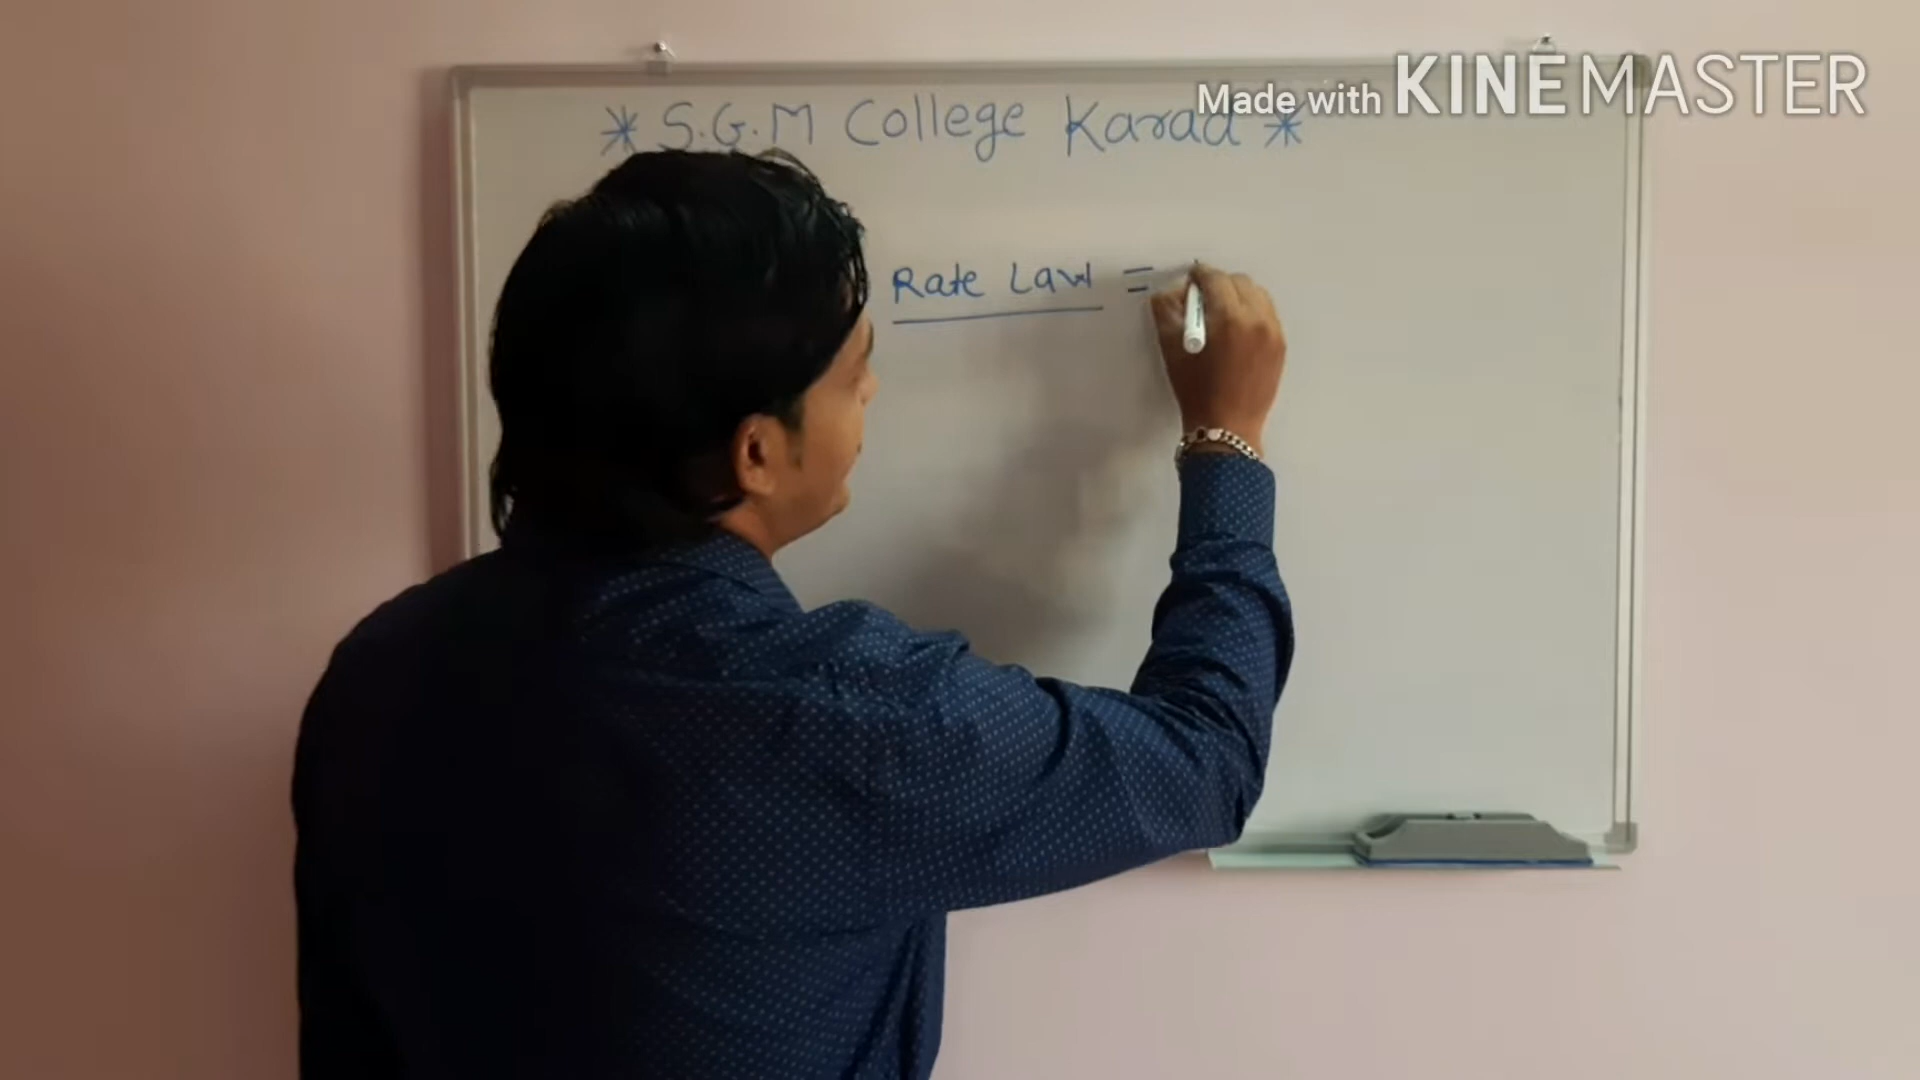 Made with KINEMASTER
* S.G.M College Karad *
Rate Law =